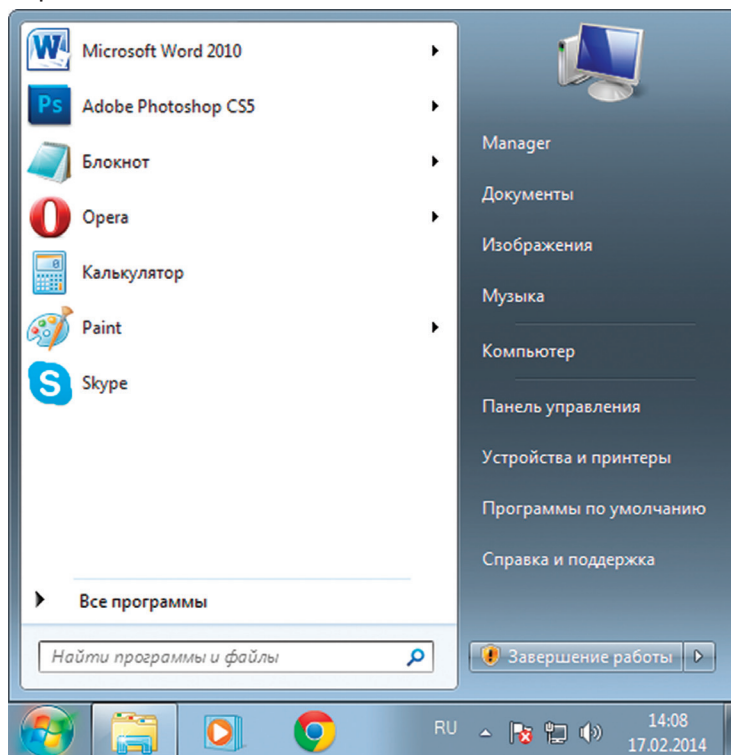 Microsoft Word 2010
Ps
Adobe Photoshop CS5
Блокнот
Opera
Калькулятор
Paint
Skype
Все программы
Найти программы и файлы
Manager
Документы
Изображения
Музыка
Компьютер
Панель управления
Устройства и принтеры
Программы по умолчанию
Справка и поддержка
Завершение работы
RU
14:08
17.02.2014